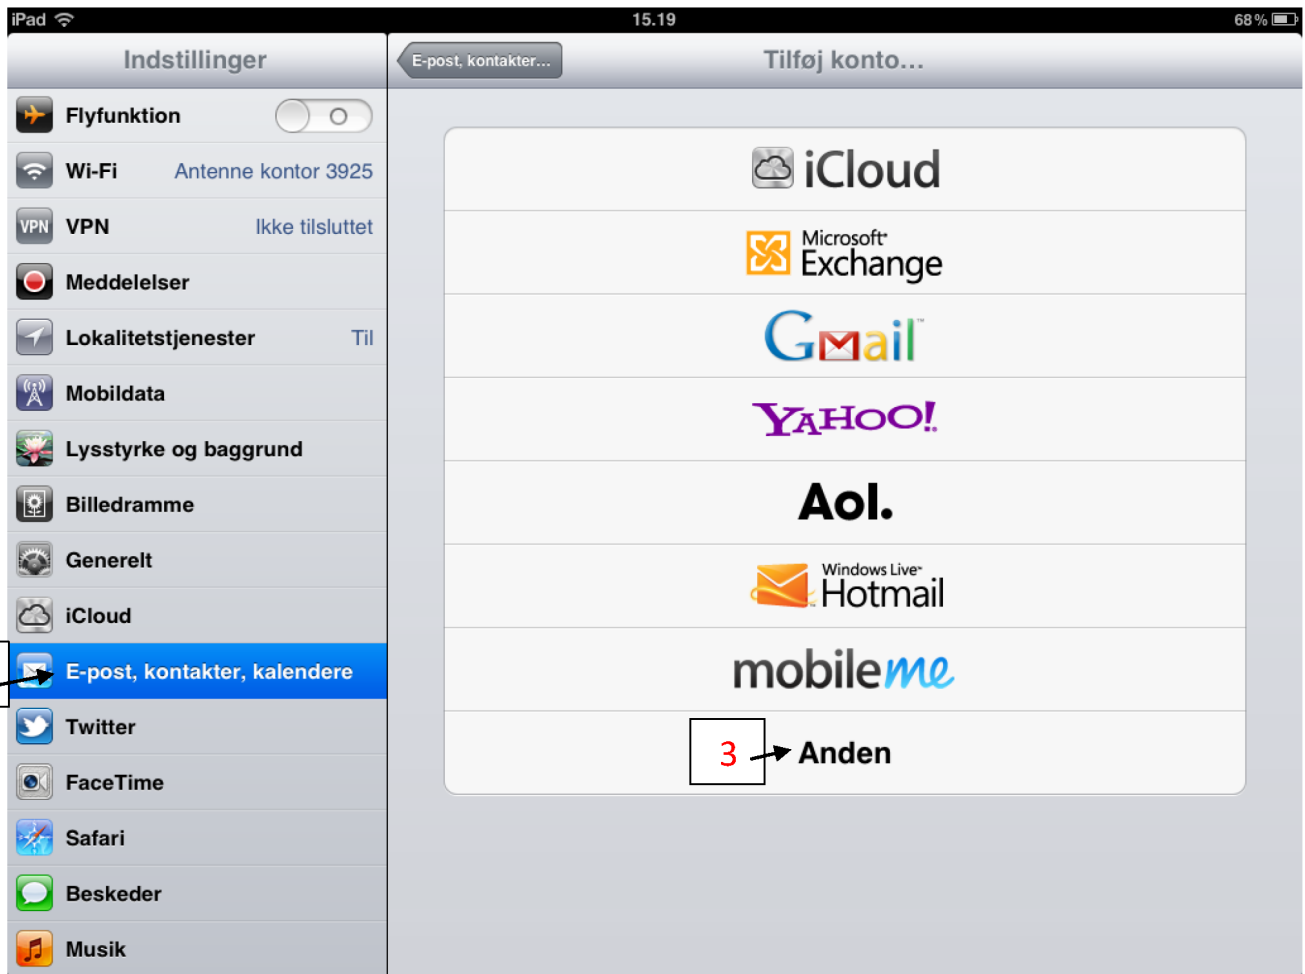 iPad 15.19 68%
Indstillinger
E-post, kontakter...
Tilføj konto...
Flyfunktion
Wi-Fi Antenne kontor 3925
VPN VPN Ikke tilsluttet
Meddelelser
Lokalitetstjenester Til
Mobildata
Lysstyrke og baggrund
Billedramme
Generelt
iCloud
E-post, kontakter, kalendere
Twitter
FaceTime
Safari
Beskeder
Musik
iCloud
Microsoft
Exchange
Gmail™
YAHOO!
Aol.
Windows Live™
Hotmail
mobileme
3 Anden